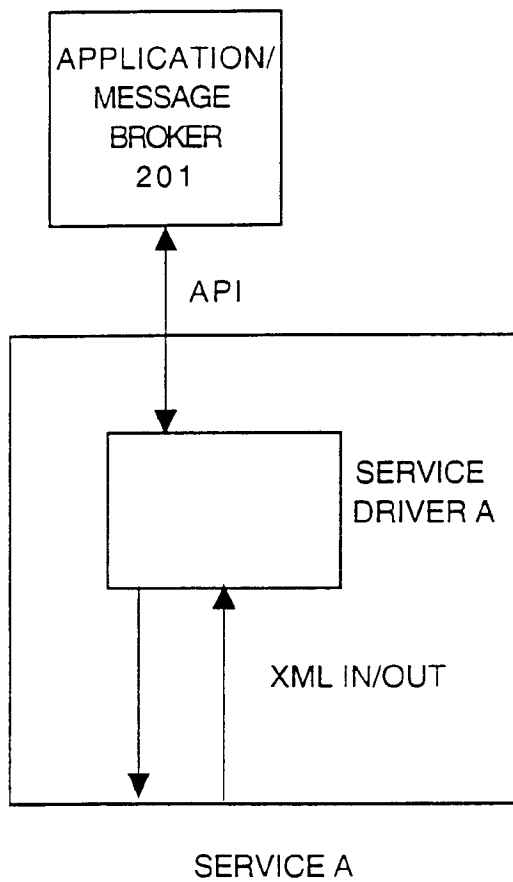 APPLICATION/
MESSAGE
BROKER
201
API
SERVICE
DRIVER A
XML IN/OUT
SERVICE A